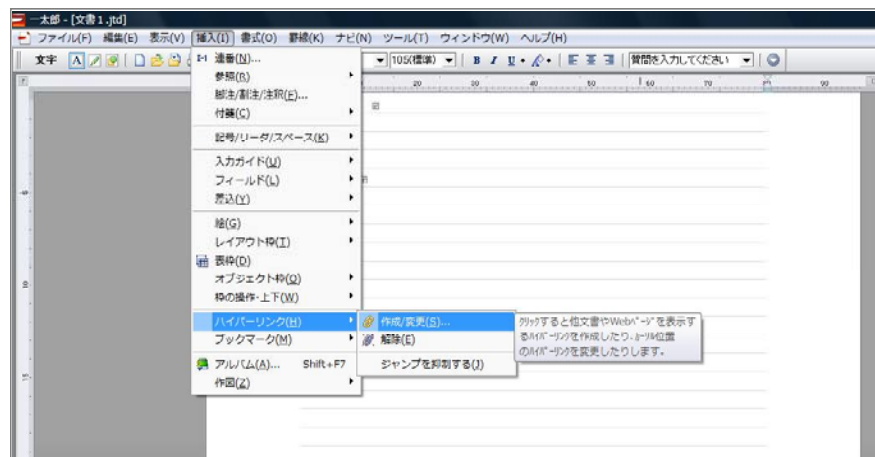 一太郎 - [文書1.jtd]
ファイル(F) 編集(E) 表示(V) 挿入(I) 書式(O) 罫線(K) ナビ(N) ツール(T) ウィンドウ(W) ヘルプ(H)
文字 A 10.5(標準) B I U 質問を入力してください
連番(N)...
20 30 40 50 60 70 90
参照(R)
脚注/割注/注釈(F)...
付箋(C)
記号/リーダ/スペース(K)
入力ガイド(U)
フィールド(L)
差込(Y)
絵(G)
レイアウト枠(I)
表枠(D)
オブジェクト枠(Q)
枠の操作・上下(W)
ハイパーリンク(H) 作成/変更(S)... クリックすると他文書やWebページを表示す
ブックマーク(M) 解除(E) るハイパーリンクを作成したり、カーソル位置
のハイパーリンクを変更したりします。
アルバム(A)... Shift+F7 ジャンプを抑制する(J)
作図(Z)